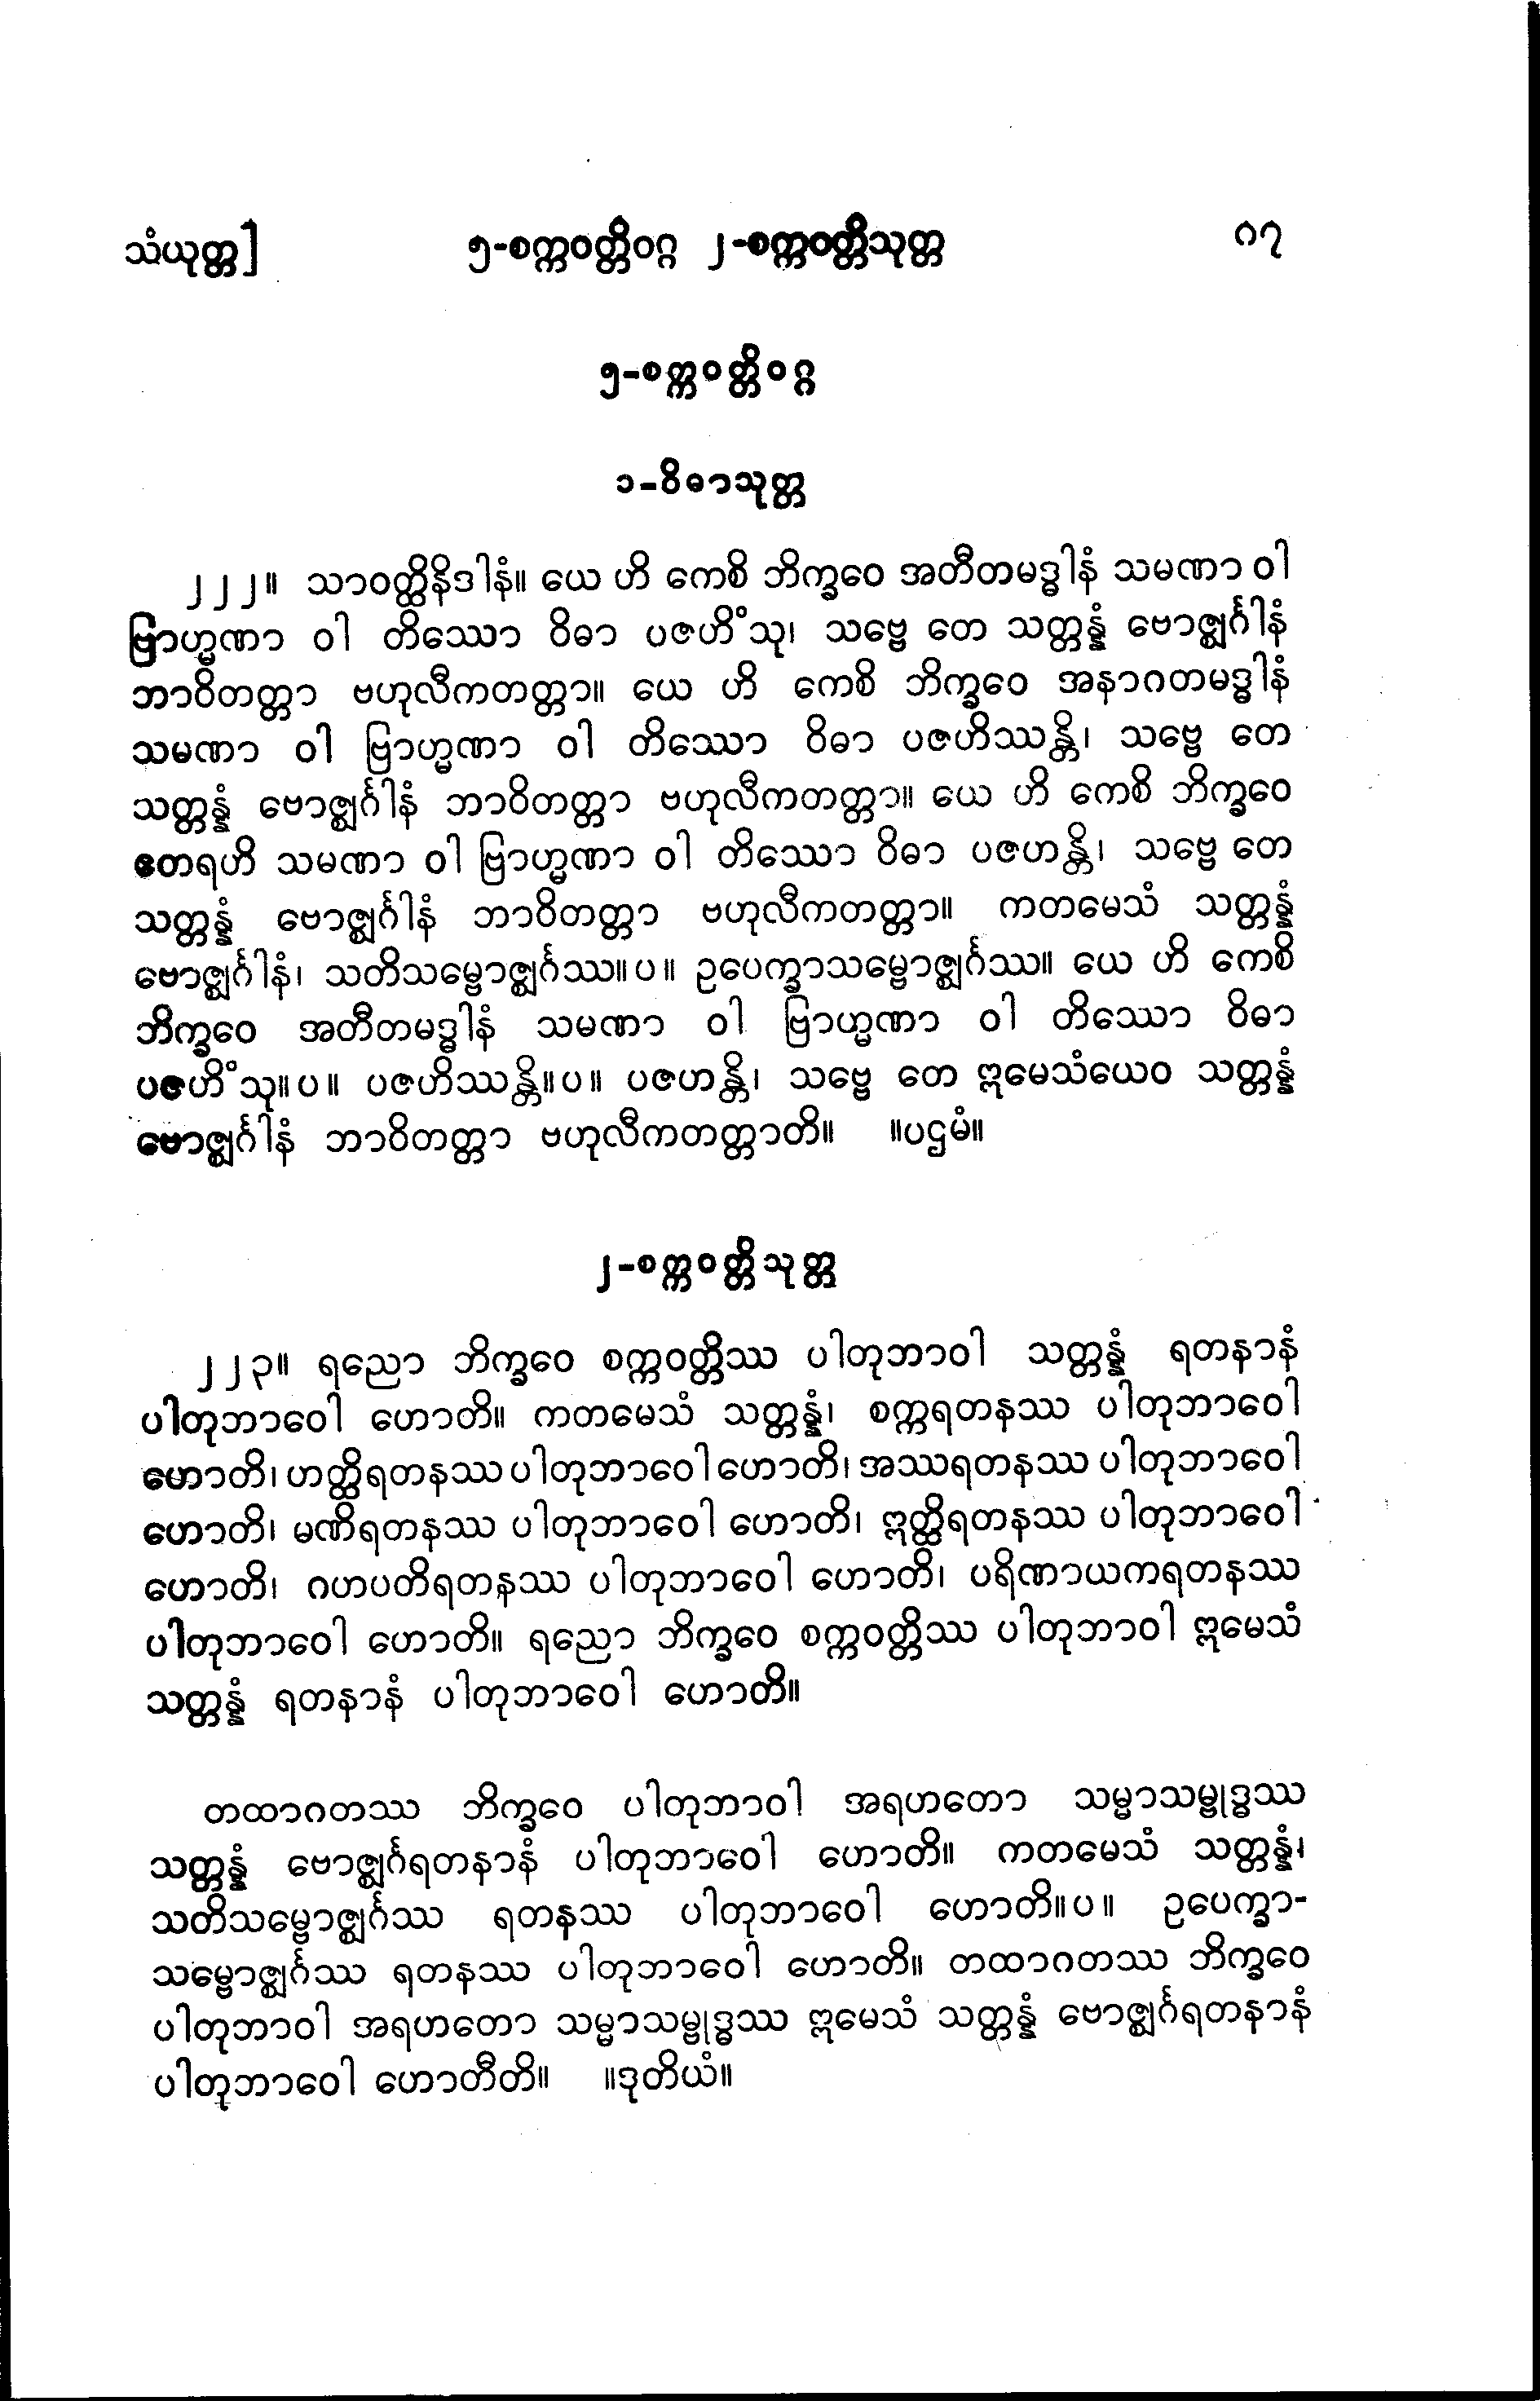 သံယုတ္တ] ၅-စက္ကဝတ္တိဝဂ္ဂ ၂-စက္ကဝတ္တိသုတ္တ ၈၇
၅-စက္ကဝတ္တိဝဂ္ဂ
၁-ဝိဓာသုတ္တ
၂၂၂။ သာဝတ္ထိနိဒါနံ။ ယေ ဟိ ကေစိ ဘိက္ခဝေ အတီတမဒ္ဓါနံ သမဏာ ဝါ
ဗြာဟ္မဏာ ဝါ တိဿော ဝိဓာ ပဇဟိံသု၊ သဗ္ဗေ တေ သတ္တန္နံ ဗောဇ္ဈင်္ဂါနံ
ဘာဝိတတ္တာ ဗဟုလီကတတ္တာ။ ယေ ဟိ ကေစိ ဘိက္ခဝေ အနာဂတမဒ္ဓါနံ
သမဏာ ဝါ ဗြာဟ္မဏာ ဝါ တိဿော ဝိဓာ ပဇဟိဿန္တိ၊ သဗ္ဗေ တေ
သတ္တန္နံ ဗောဇ္ဈင်္ဂါနံ ဘာဝိတတ္တာ ဗဟုလီကတတ္တာ။ ယေ ဟိ ကေစိ ဘိက္ခဝေ
ဧတရဟိ သမဏာ ဝါ ဗြာဟ္မဏာ ဝါ တိဿော ဝိဓာ ပဇဟန္တိ၊ သဗ္ဗေ တေ
သတ္တန္နံ ဗောဇ္ဈင်္ဂါနံ ဘာဝိတတ္တာ ဗဟုလီကတတ္တာ။ ကတမေသံ သတ္တန္နံ
ဗောဇ္ဈင်္ဂါနံ၊ သတိသမ္ဗောဇ္ဈင်္ဂဿ။ပ။ ဥပေက္ခာသမ္ဗောဇ္ဈင်္ဂဿ။ ယေ ဟိ ကေစိ
ဘိက္ခဝေ အတီတမဒ္ဓါနံ သမဏာ ဝါ ဗြာဟ္မဏာ ဝါ တိဿော ဝိဓာ
ပဇဟိံသု။ပ။ ပဇဟိဿန္တိ။ပ။ ပဇဟန္တိ၊ သဗ္ဗေ တေ ဣမေသံယေဝ သတ္တန္နံ
ဗောဇ္ဈင်္ဂါနံ ဘာဝိတတ္တာ ဗဟုလီကတတ္တာတိ။ ။ပဌမံ။
၂-စက္ကဝတ္တိသုတ္တ
၂၂၃။ ရညော ဘိက္ခဝေ စက္ကဝတ္တိဿ ပါတုဘာဝါ သတ္တန္နံ ရတနာနံ
ပါတုဘာဝေါ ဟောတိ။ ကတမေသံ သတ္တန္နံ၊ စက္ကရတနဿ ပါတုဘာဝေါ
ဟောတိ၊ ဟတ္ထိရတနဿ ပါတုဘာဝေါ ဟောတိ၊ အဿရတနဿ ပါတုဘာဝေါ
ဟောတိ၊ မဏိရတနဿ ပါတုဘာဝေါ ဟောတိ၊ ဣတ္ထိရတနဿ ပါတုဘာဝေါ
ဟောတိ၊ ဂဟပတိရတနဿ ပါတုဘာဝေါ ဟောတိ၊ ပရိဏာယကရတနဿ
ပါတုဘာဝေါ ဟောတိ။ ရညော ဘိက္ခဝေ စက္ကဝတ္တိဿ ပါတုဘာဝါ ဣမေသံ
သတ္တန္နံ ရတနာနံ ပါတုဘာဝေါ ဟောတိ။
တထာဂတဿ ဘိက္ခဝေ ပါတုဘာဝါ အရဟတော သမ္မာသမ္ဗုဒ္ဓဿ
သတ္တန္နံ ဗောဇ္ဈင်္ဂရတနာနံ ပါတုဘာဝေါ ဟောတိ။ ကတမေသံ သတ္တန္နံ၊
သတိသမ္ဗောဇ္ဈင်္ဂဿ ရတနဿ ပါတုဘာဝေါ ဟောတိ။ပ။ ဥပေက္ခာ-
သမ္ဗောဇ္ဈင်္ဂဿ ရတနဿ ပါတုဘာဝေါ ဟောတိ။ တထာဂတဿ ဘိက္ခဝေ
ပါတုဘာဝါ အရဟတော သမ္မာသမ္ဗုဒ္ဓဿ ဣမေသံ သတ္တန္နံ ဗောဇ္ဈင်္ဂရတနာနံ
ပါတုဘာဝေါ ဟောတီတိ။ ။ဒုတိယံ။